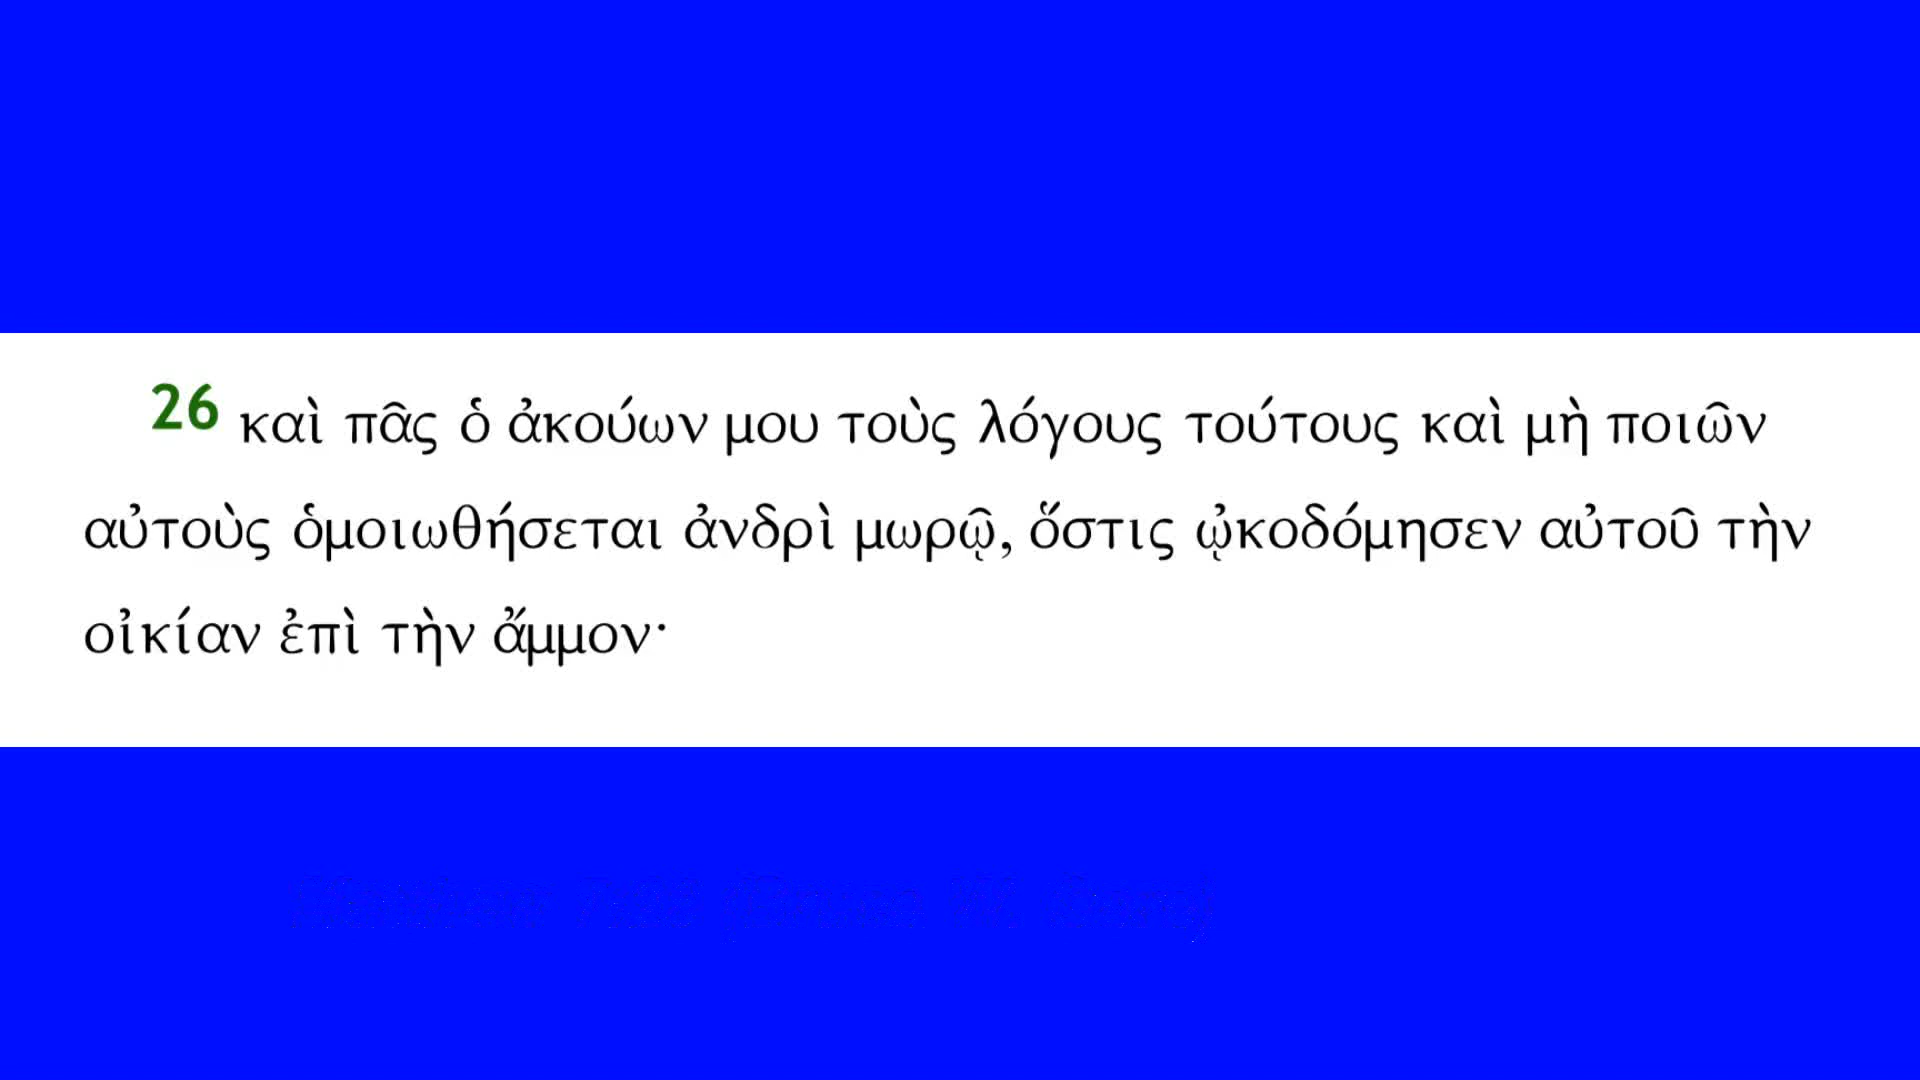 26 καὶ πᾶς ὁ ἀκούων μου τοὺς λόγους τούτους καὶ μὴ ποιῶν
αὐτοὺς ὁμοιωθήσεται ἀνδρὶ μωρῷ, ὅστις ᾠκοδόμησεν αὐτοῦ τὴν
οἰκίαν ἐπὶ τὴν ἄμμον·